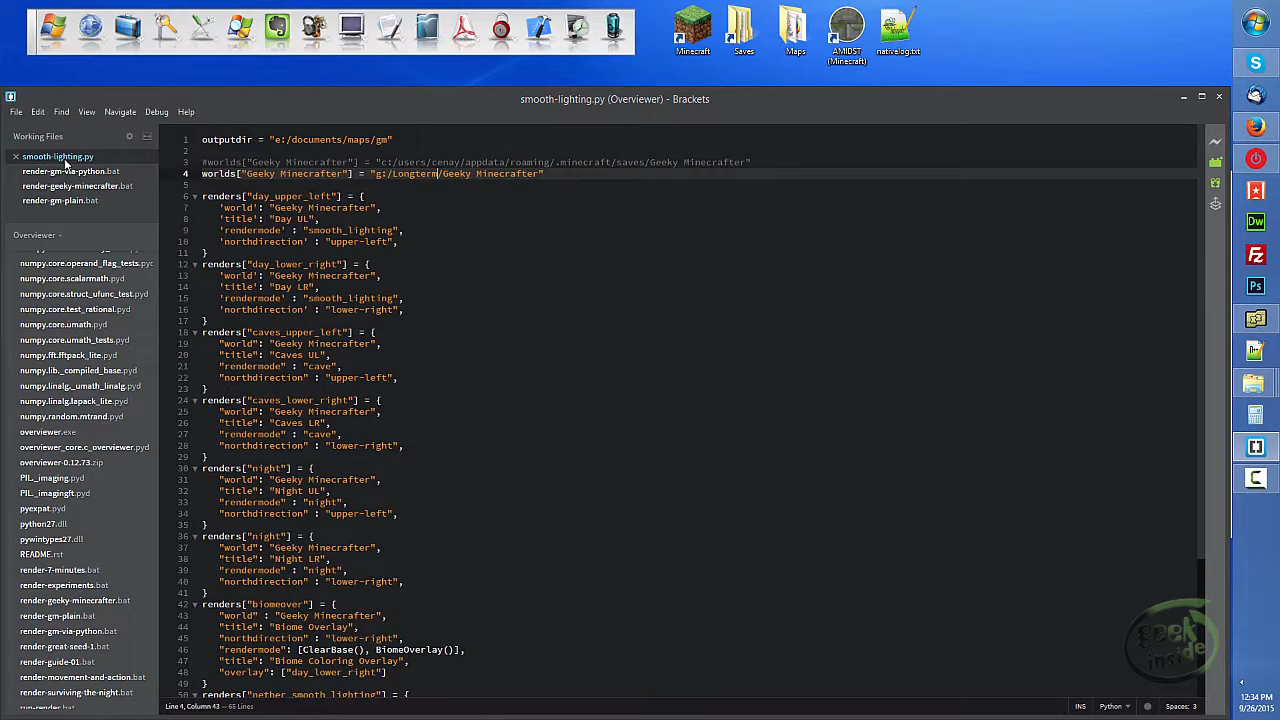 Minecraft
Saves
Maps
AMIDST
(Minecraft)
nativelog.txt
smooth-lighting.py (Overviewer) - Brackets
File Edit Find View Navigate Debug Help
Working Files
smooth-lighting.py
render-gm-via-python.bat
render-geeky-minecrafter.bat
render-gm-plain.bat
Overviewer
numpy.core.operand_flag_tests.pyc
numpy.core.scalarmath.pyd
numpy.core.struct_ufunc_test.pyd
numpy.core.test_rational.pyd
numpy.core.umath.pyd
numpy.core.umath_tests.pyd
numpy.fft.fftpack_lite.pyd
numpy.lib._compiled_base.pyd
numpy.linalg._umath_linalg.pyd
numpy.linalg.lapack_lite.pyd
numpy.random.mtrand.pyd
overviewer.exe
overviewer_core.c_overviewer.pyd
overviewer-0.12.73.zip
PIL._imaging.pyd
PIL._imagingft.pyd
pyexpat.pyd
python27.dll
pywintypes27.dll
README.rst
render-7-minutes.bat
render-experiments.bat
render-geeky-minecrafter.bat
render-gm-plain.bat
render-gm-via-python.bat
render-great-seed-1.bat
render-guide-01.bat
render-movement-and-action.bat
render-surviving-the-night.bat
run-render.bat
1 outputdir = "e:/documents/maps/gm"
2
3 #worlds["Geeky Minecrafter"] = "c:/users/cenay/appdata/roaming/.minecraft/saves/Geeky Minecrafter"
4 worlds["Geeky Minecrafter"] = "g:/Longterm/Geeky Minecrafter"
5
6 renders["day_upper_left"] = {
7 'world': "Geeky Minecrafter",
8 'title': "Day UL",
9 'rendermode' : "smooth_lighting",
10 'northdirection' : "upper-left",
11 }
12 renders["day_lower_right"] = {
13 'world': "Geeky Minecrafter",
14 'title': "Day LR",
15 'rendermode' : "smooth_lighting",
16 'northdirection' : "lower-right",
17 }
18 renders["caves_upper_left"] = {
19 "world": "Geeky Minecrafter",
20 "title": "Caves UL",
21 "rendermode" : "cave",
22 "northdirection" : "upper-left",
23 }
24 renders["caves_lower_right"] = {
25 "world": "Geeky Minecrafter",
26 "title": "Caves LR",
27 "rendermode" : "cave",
28 "northdirection" : "lower-right",
29 }
30 renders["night"] = {
31 "world": "Geeky Minecrafter",
32 "title": "Night UL",
33 "rendermode" : "night",
34 "northdirection" : "upper-left",
35 }
36 renders["night"] = {
37 "world": "Geeky Minecrafter",
38 "title": "Night LR",
39 "rendermode" : "night",
40 "northdirection" : "lower-right",
41 }
42 renders["biomeover"] = {
43 "world" : "Geeky Minecrafter",
44 "title": "Biome Overlay",
45 "northdirection" : "lower-right",
46 "rendermode": [ClearBase(), BiomeOverlay()],
47 "title": "Biome Coloring Overlay",
48 "overlay": ["day_lower_right"]
49 }
50 renders["nether_smooth_lighting"] = {
Line 4, Column 43 — 65 Lines
INS Python Spaces: 3
geek inside
12:34 PM
9/26/2015